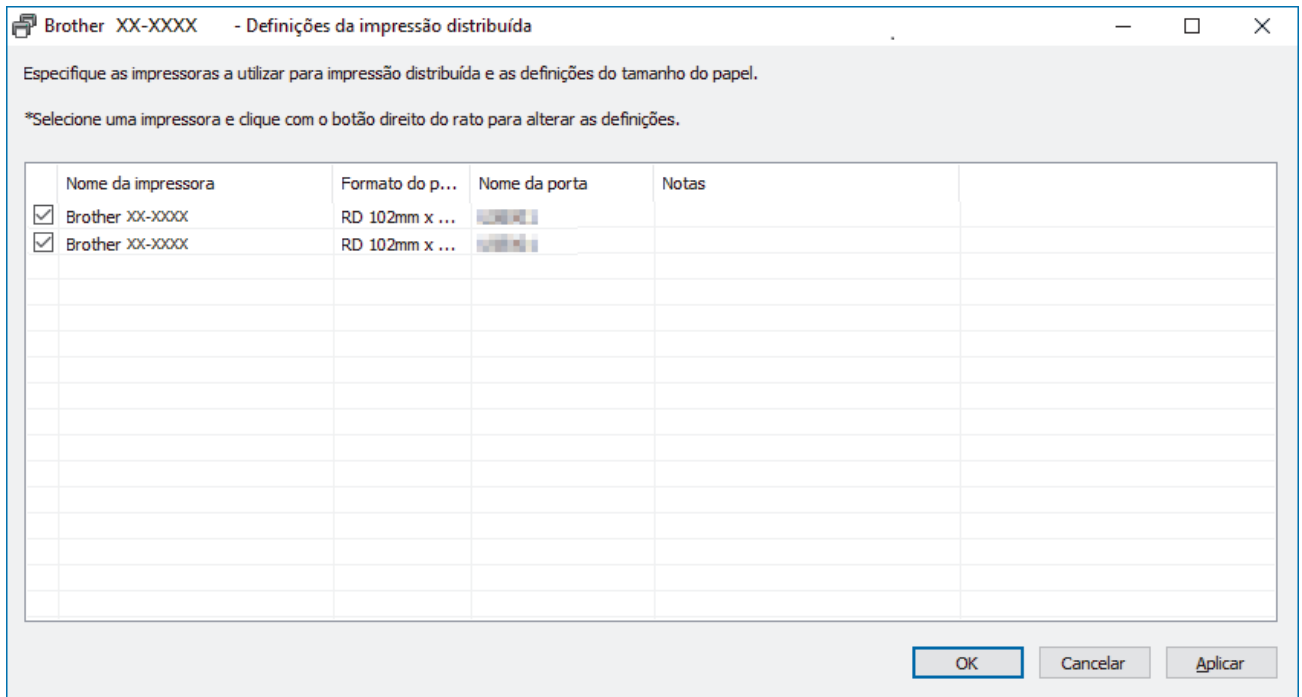 Brother XX-XXXX - Definições da impressão distribuída
Especifique as impressoras a utilizar para impressão distribuída e as definições do tamanho do papel.
*Selecione uma impressora e clique com o botão direito do rato para alterar as definições.
Nome da impressora Formato do p... Nome da porta Notas
Brother XX-XXXX RD 102mm x ...
Brother XX-XXXX RD 102mm x ...
OK Cancelar Aplicar